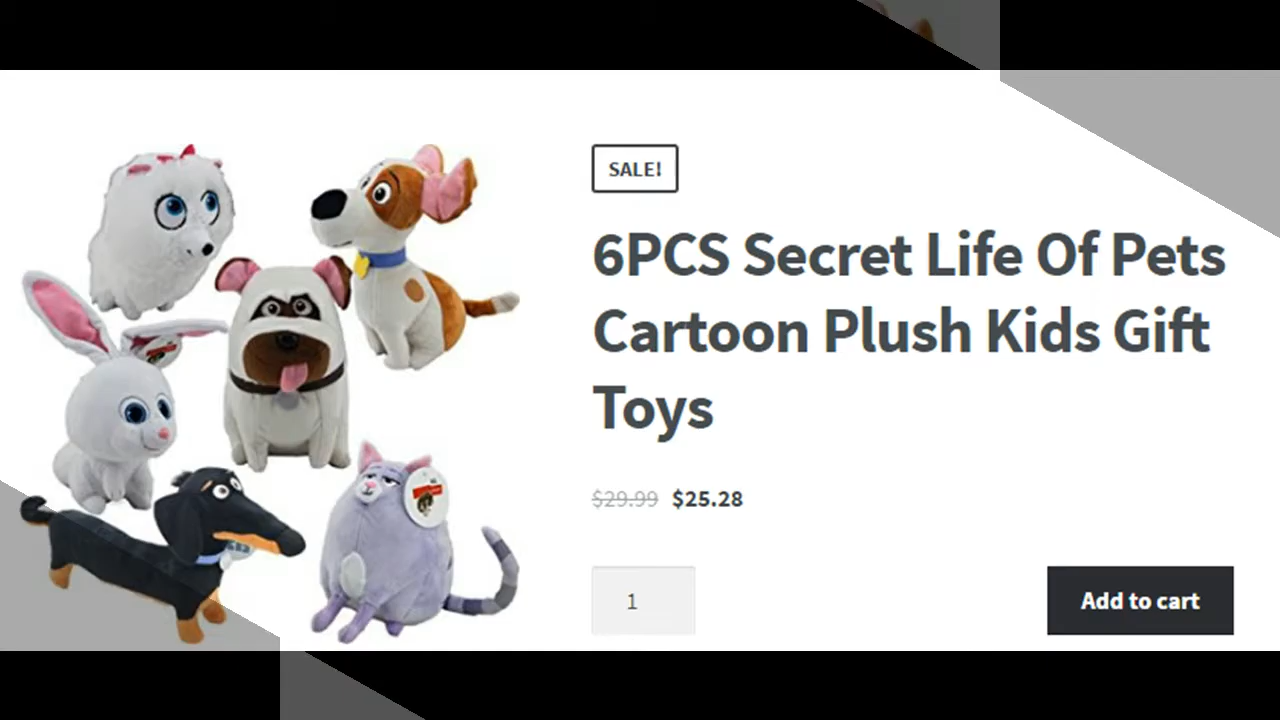 SALE!
6PCS Secret Life Of Pets
Cartoon Plush Kids Gift
Toys
$29.99 $25.28
1
Add to cart